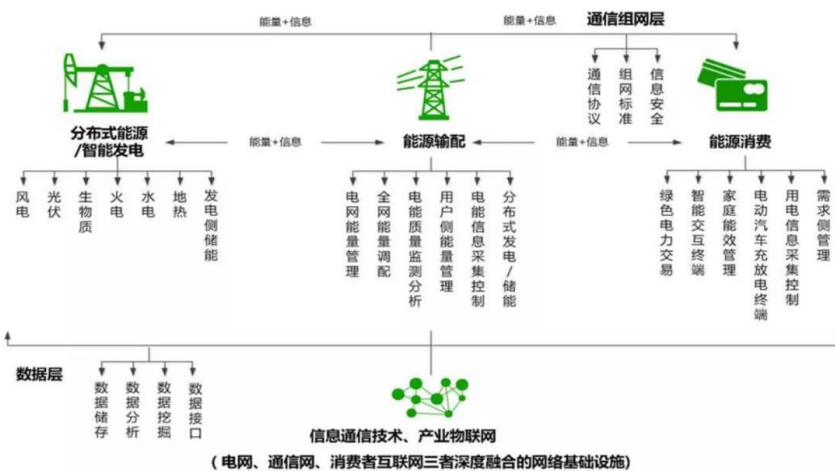 能量+信息
能量+信息
通信组网层
通信协议
组网标准
信息安全
分布式能源
/智能发电
能量+信息
能源输配
能量+信息
能源消费
风电
光伏
生物质
火电
水电
地热
发电侧储能
电网能量管理
全网能量调配
电能质量监测分析
用户侧能量管理
电能信息采集控制
分布式发电/储能
绿色电力交易
智能交互终端
家庭能效管理
电动汽车充放电终端
用电信息采集控制
需求侧管理
数据层
数据储存
数据分析
数据挖掘
数据接口
信息通信技术、产业物联网
(电网、通信网、消费者互联网三者深度融合的网络基础设施)